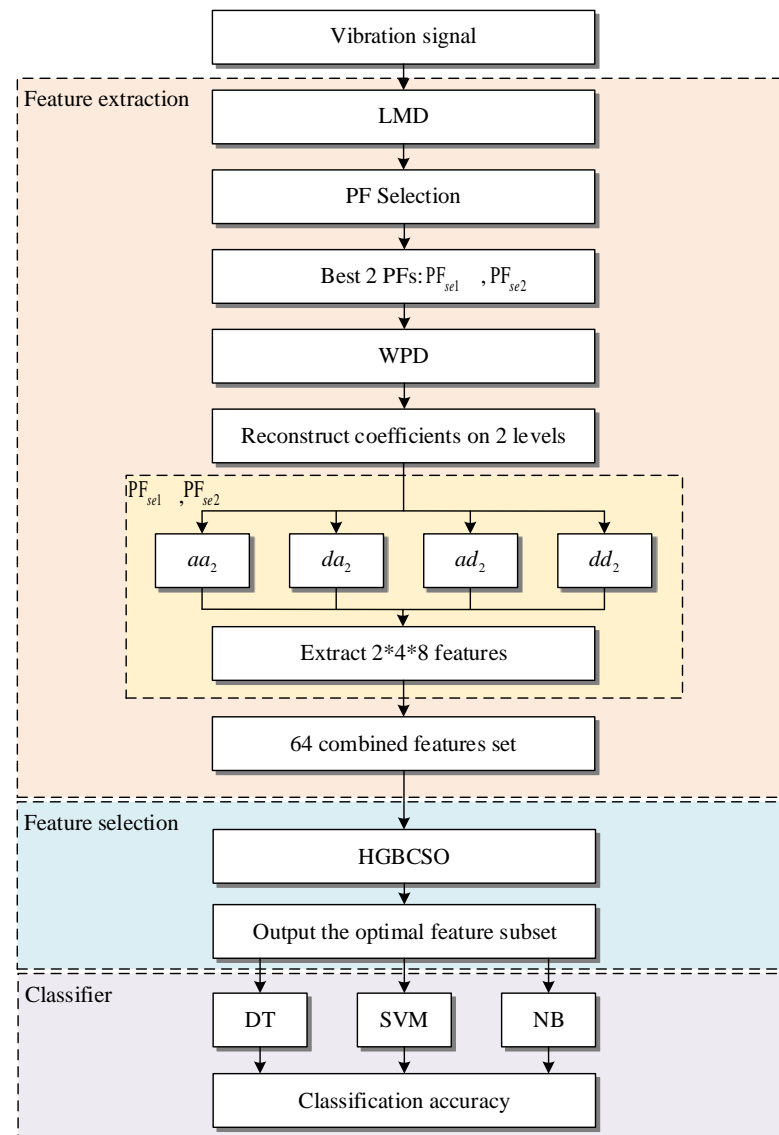 Vibration signal
Feature extraction
LMD
PF Selection
Best 2 PFs: PFse1 , PFse2
WPD
Reconstruct coefficients on 2 levels
PFse1 , PFse2
aa2
da2
ad2
dd2
Extract 2*4*8 features
64 combined features set
Feature selection
HGBCSO
Output the optimal feature subset
Classifier
DT
SVM
NB
Classification accuracy